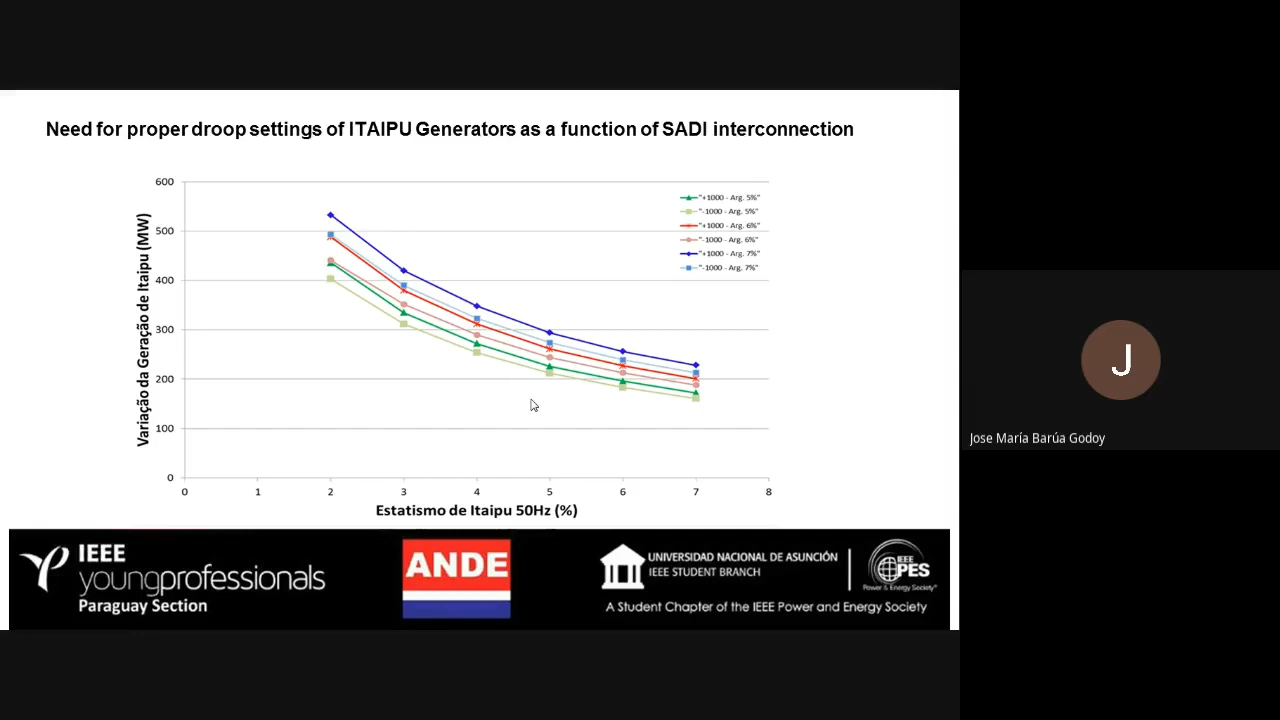 Need for proper droop settings of ITAIPU Generators as a function of SADI interconnection
Variação da Geração de Itaipu (MW)
600
500
400
300
200
100
0
0 1 2 3 4 5 6 7 8
Estatismo de Itaipu 50Hz (%)
"+1000 - Arg. 5%"
"-1000 - Arg. 5%"
"+1000 - Arg. 6%"
"-1000 - Arg. 6%"
"+1000 - Arg. 7%"
"-1000 - Arg. 7%"
IEEE
youngprofessionals
Paraguay Section
ANDE
UNIVERSIDAD NACIONAL DE ASUNCIÓN
IEEE STUDENT BRANCH
IEEE
PES
Power & Energy Society®
A Student Chapter of the IEEE Power and Energy Society
J
Jose María Barúa Godoy